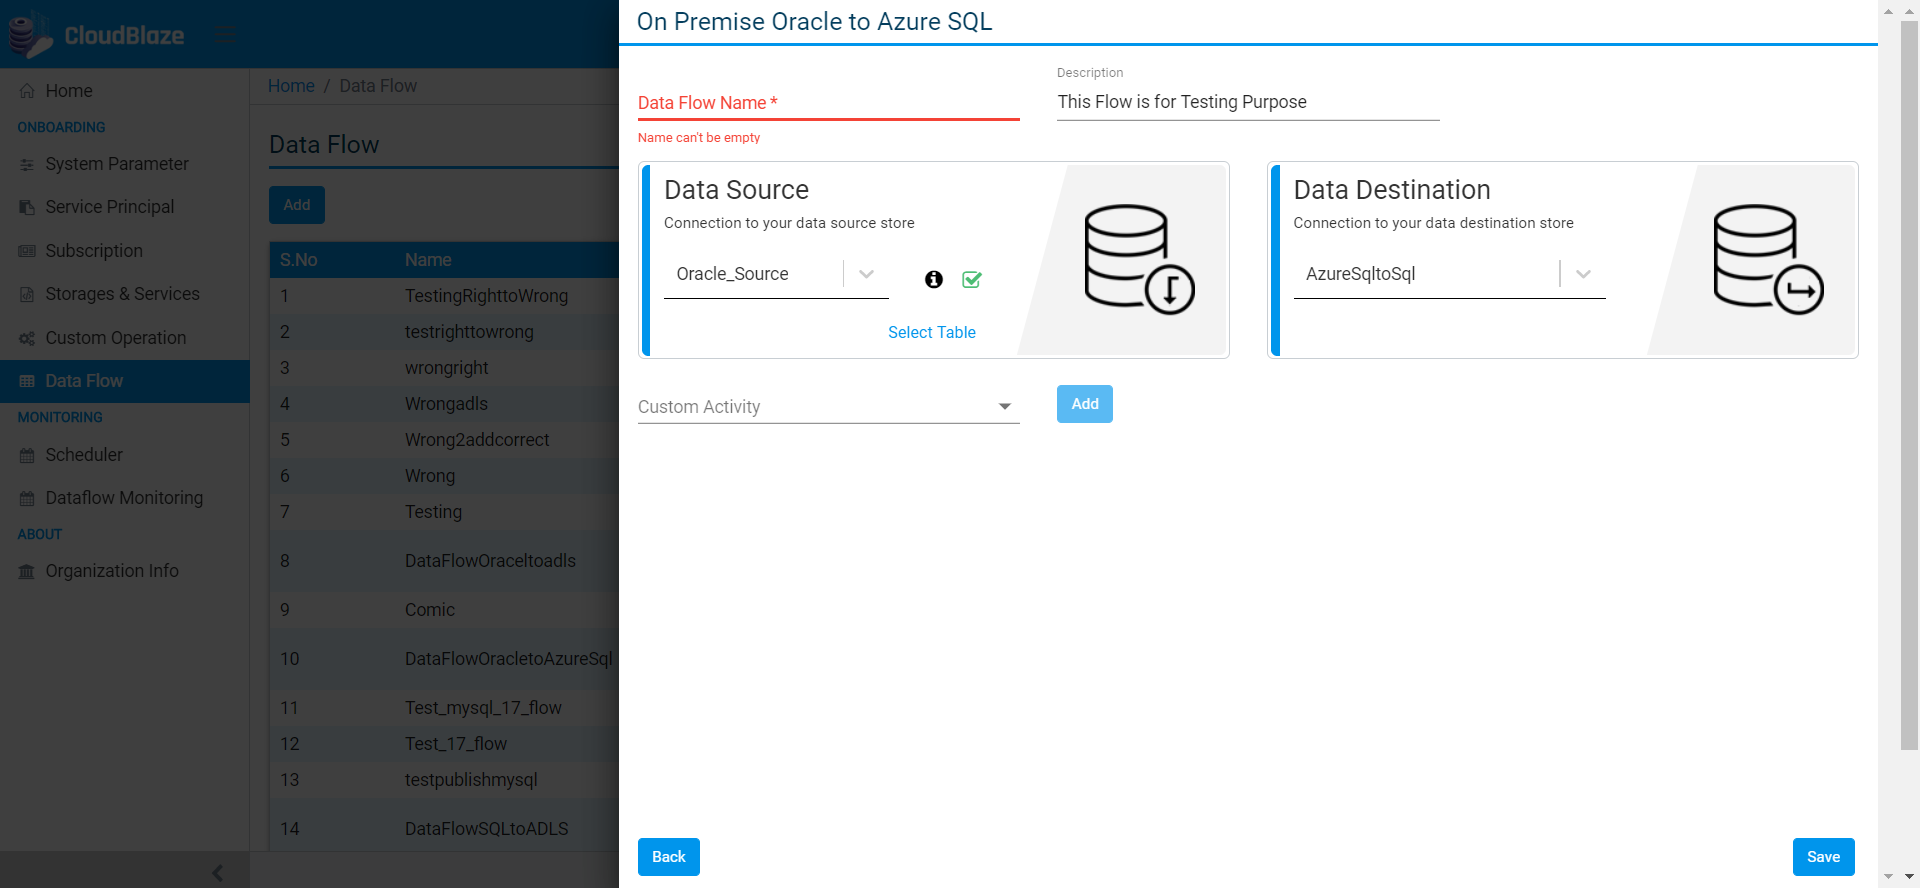 CloudBlaze
Home
ONBOARDING
System Parameter
Service Principal
Subscription
Storages & Services
Custom Operation
Data Flow
MONITORING
Scheduler
Dataflow Monitoring
ABOUT
Organization Info
Home / Data Flow
Data Flow
Add
S.No Name
1 TestingRighttoWrong
2 testrighttowrong
3 wrongright
4 Wrongadls
5 Wrong2addcorrect
6 Wrong
7 Testing
8 DataFlowOraceltoadls
9 Comic
10 DataFlowOracletoAzureSql
11 Test_mysql_17_flow
12 Test_17_flow
13 testpublishmysql
14 DataFlowSQLtoADLS
On Premise Oracle to Azure SQL
Data Flow Name *
Name can't be empty
Description
This Flow is for Testing Purpose
Data Source
Connection to your data source store
Oracle_Source
Select Table
Data Destination
Connection to your data destination store
AzureSqltoSql
Custom Activity
Add
Back
Save